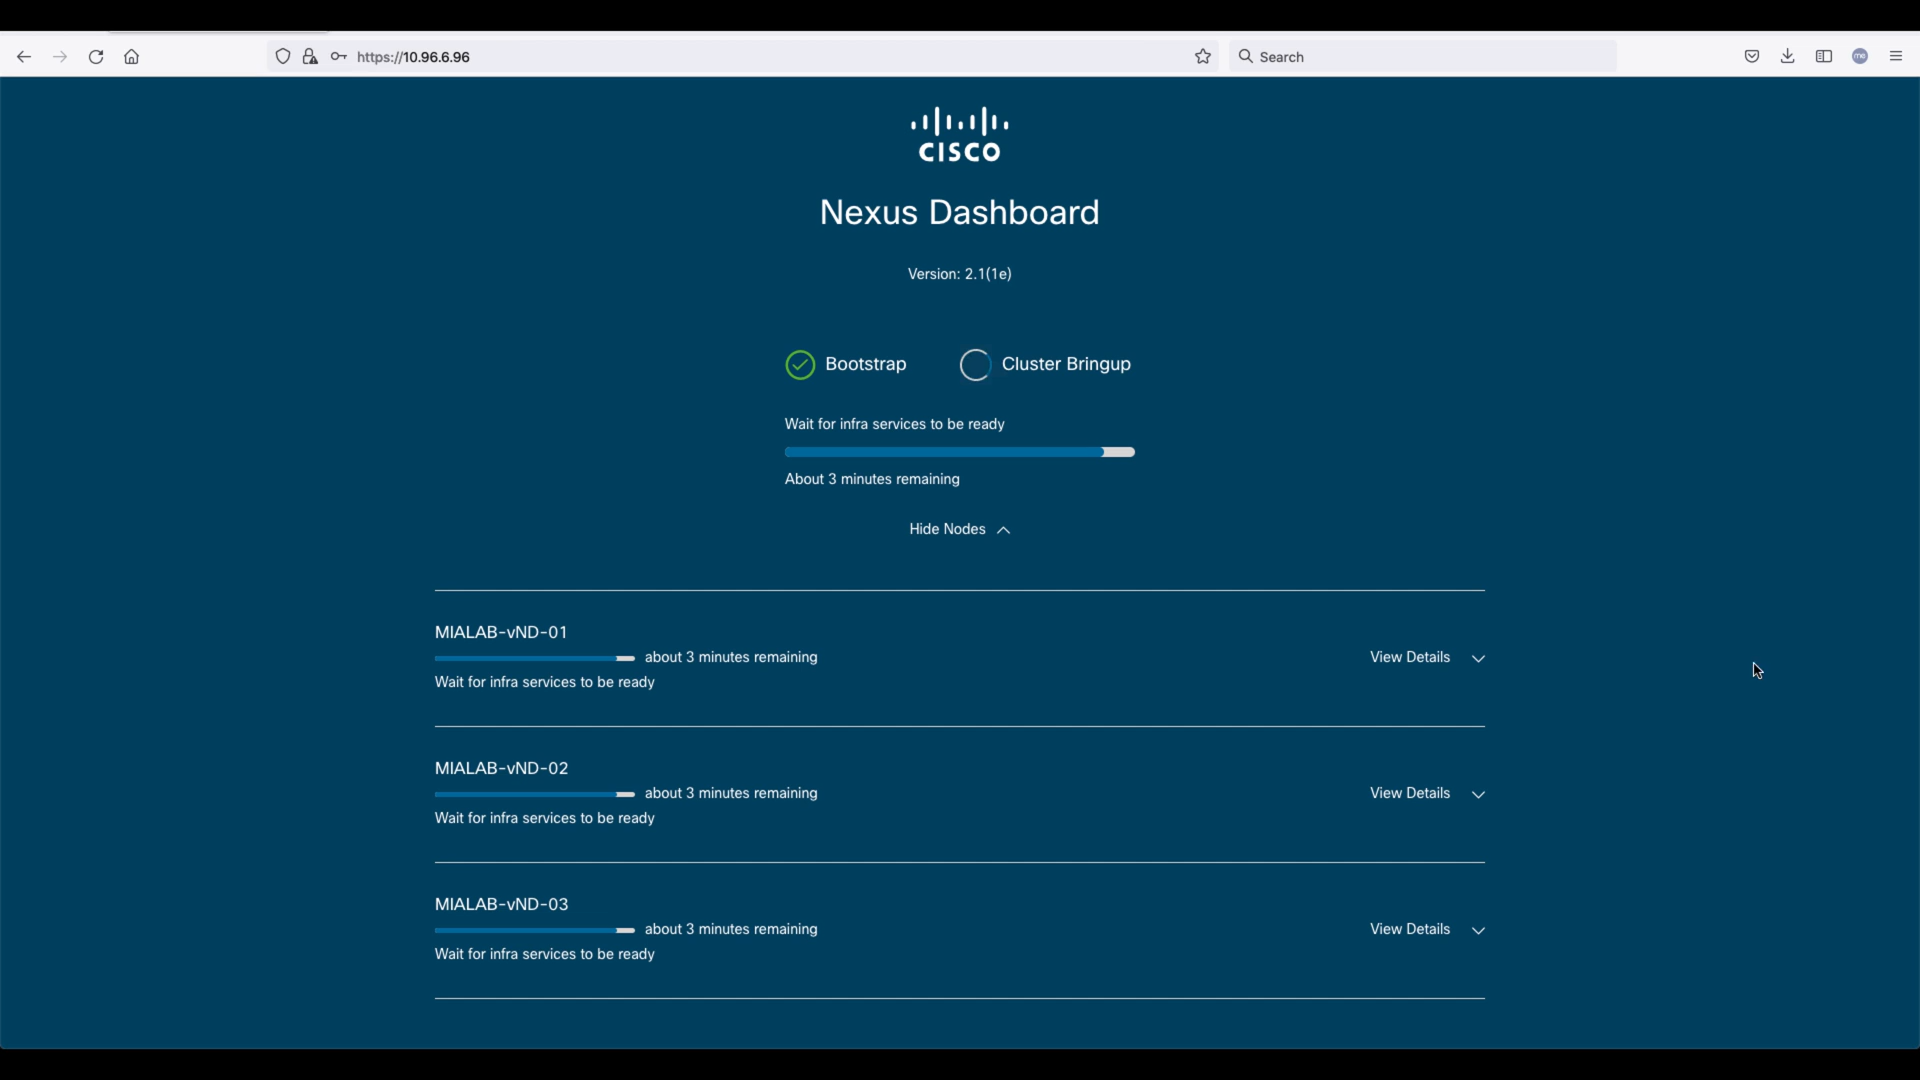 https://10.96.6.96
Search
me
CISCO
Nexus Dashboard
Version: 2.1(1e)
Bootstrap
Cluster Bringup
Wait for infra services to be ready
About 3 minutes remaining
Hide Nodes
MIALAB-vND-01
about 3 minutes remaining
View Details
Wait for infra services to be ready
MIALAB-vND-02
about 3 minutes remaining
View Details
Wait for infra services to be ready
MIALAB-vND-03
about 3 minutes remaining
View Details
Wait for infra services to be ready